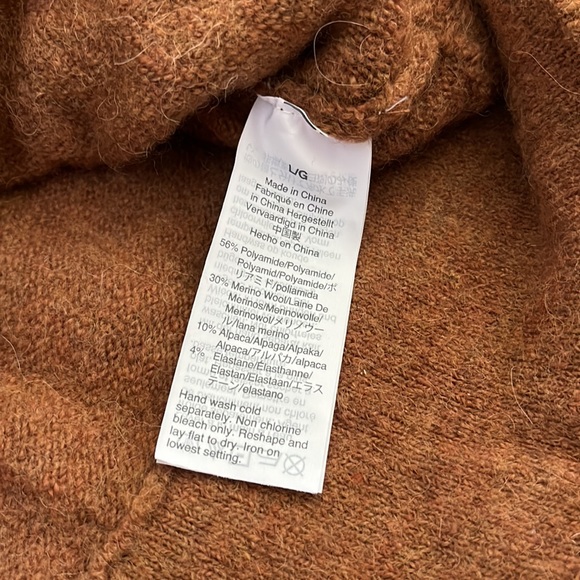 L/G
Made in China
Fabriqué en Chine
in China Hergestellt
Vervaardigd in China
中国製
Hecho en China
56% Polyamide/Polyamide/
Polyamid/Polyamide/ポ
リアミド/poliamida
30% Merino Wool/Laine De
Merinos/Merinowolle/
Merinowol/メリノウー
ル/lana merino
10% Alpaca/Alpaga/Alpaka/
Alpaca/アルパカ/alpaca
4% Elastane/Élasthanne/
Elastan/Elastaan/エラス
テーン/elastano
Hand wash cold
separately. Non chlorine
bleach only. Reshape and
lay flat to dry. Iron on
lowest setting.